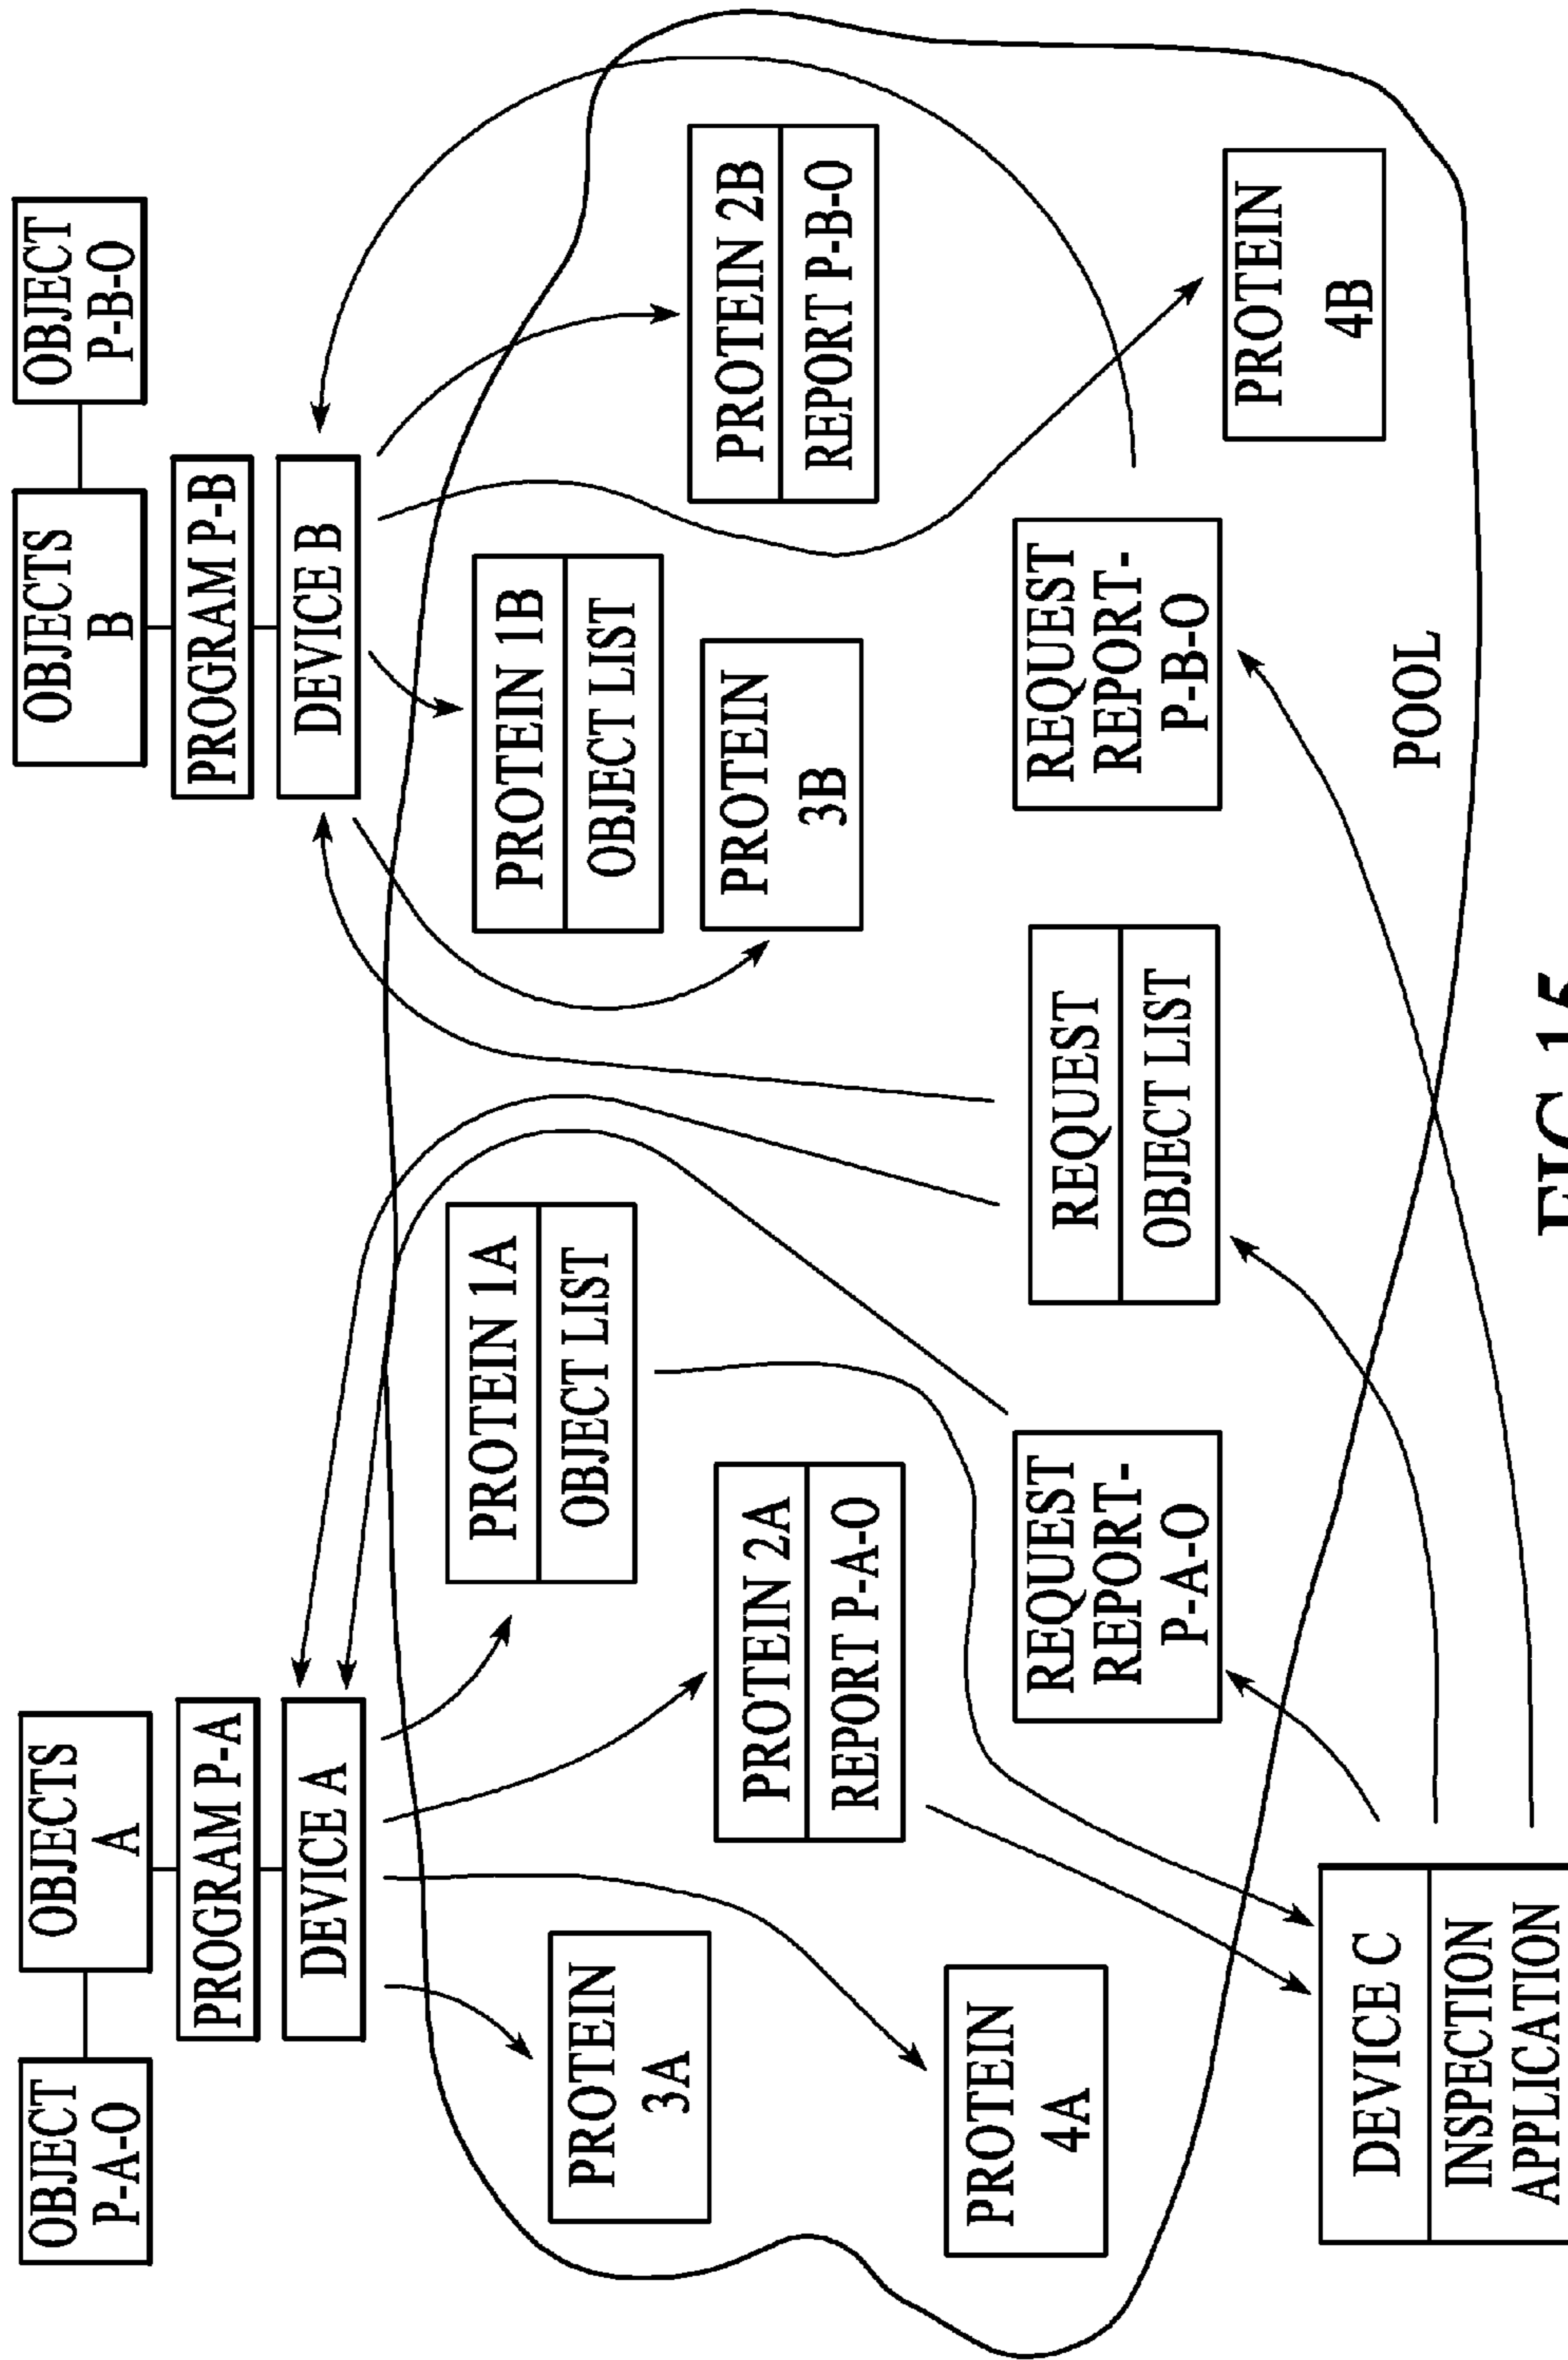 OBJECT
P-A-O
OBJECTS
A
OBJECTS
B
OBJECT
P-B-O
PROGRAM P-A
PROGRAM P-B
DEVICE A
DEVICE B
PROTEIN 1A
OBJECT LIST
PROTEIN 1B
OBJECT LIST
PROTEIN
3A
PROTEIN 2A
REPORT P-A-O
PROTEIN
3B
PROTEIN 2B
REPORT P-B-O
PROTEIN
4A
REQUEST
REPORT-
P-A-O
REQUEST
OBJECT LIST
REQUEST
REPORT-
P-B-O
PROTEIN
4B
DEVICE C
INSPECTION
APPLICATION
POOL
FIG.15